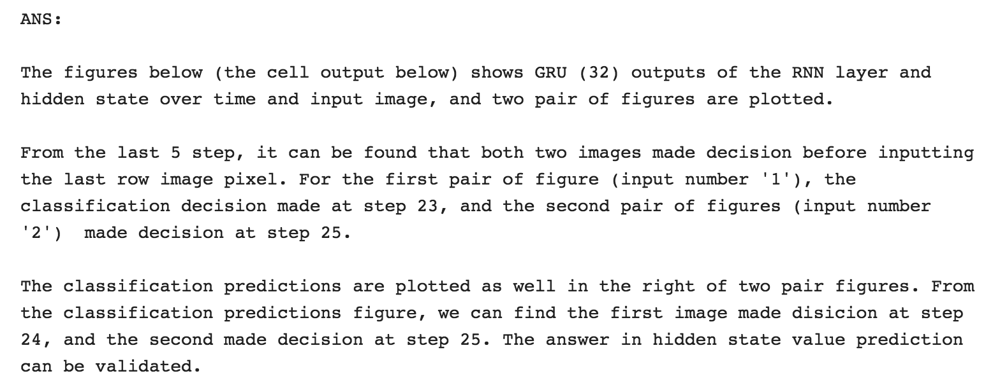 ANS:
The figures below (the cell output below) shows GRU (32) outputs of the RNN layer and
hidden state over time and input image, and two pair of figures are plotted.
From the last 5 step, it can be found that both two images made decision before inputting
the last row image pixel. For the first pair of figure (input number '1'), the
classification decision made at step 23, and the second pair of figures (input number
'2')  made decision at step 25.
The classification predictions are plotted as well in the right of two pair figures. From
the classification predictions figure, we can find the first image made disicion at step
24, and the second made decision at step 25. The answer in hidden state value prediction
can be validated.